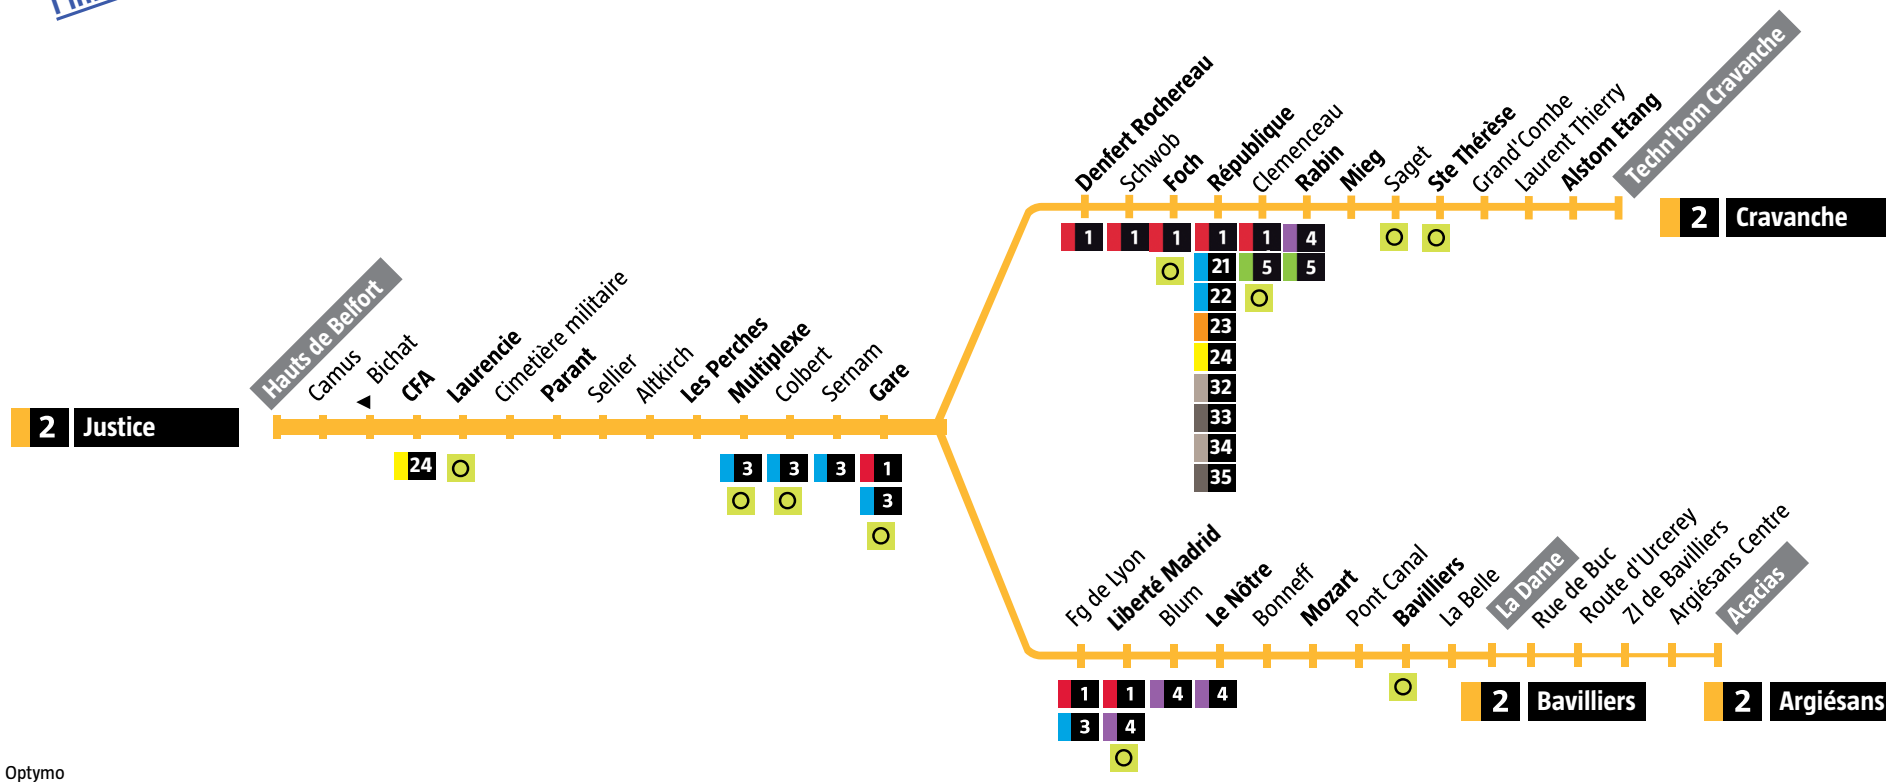 Denfert Rochereau
Schwob
Foch
République
Clemenceau
Rabin
Mieg
Saget
Ste Thérèse
Grand'Combe
Laurent Thierry
Alstom Etang
Techn'hom Cravanche
2 Cravanche
1 1 1 1 1 4
21 5 5
22
23
24
32
33
34
35
Hauts de Belfort
Camus
Bichat
CFA
Laurencie
Cimetière militaire
Parant
Sellier
Altkirch
Les Perches
Multiplexe
Colbert
Sernam
Gare
2 Justice
24 3 3 3 1
3
Fg de Lyon
Liberté Madrid
Blum
Le Nôtre
Bonneff
Mozart
Pont Canal
Bavilliers
La Belle
La Dame
Rue de Buc
Route d'Urcerey
ZI de Bavilliers
Argiésans Centre
Acacias
1 1 4 4
3 4
2 Bavilliers
2 Argiésans
Optymo